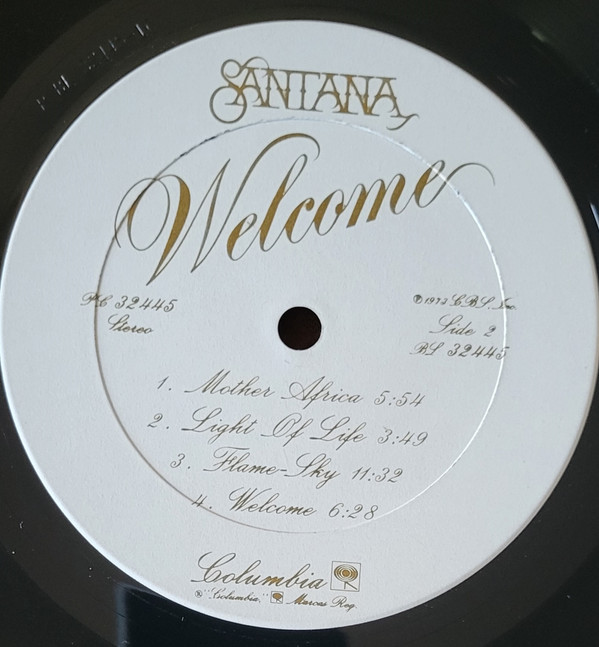 SANTANA
Welcome
PC 32445
Stereo
℗ 1973 CBS, Inc.
Side 2
BL 32445
1. Mother Africa 5:54
2. Light Of Life 3:49
3. Flame-Sky 11:32
4. Welcome 6:28
Columbia
® "Columbia," Marcas Reg.